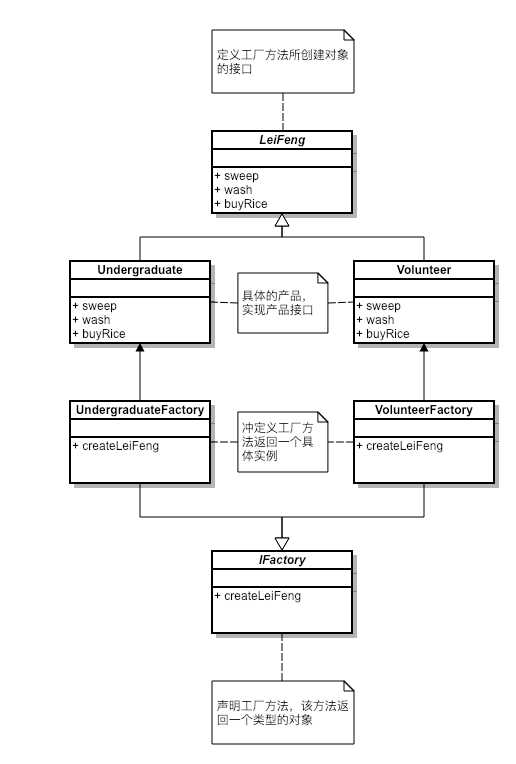 定义工厂方法所创建对象
的接口
LeiFeng
+ sweep
+ wash
+ buyRice
Undergraduate
+ sweep
+ wash
+ buyRice
具体的产品，
实现产品接口
Volunteer
+ sweep
+ wash
+ buyRice
UndergraduateFactory
+ createLeiFeng
冲定义工厂方
法返回一个具
体实例
VolunteerFactory
+ createLeiFeng
IFactory
+ createLeiFeng
声明工厂方法，该方法返
回一个类型的对象